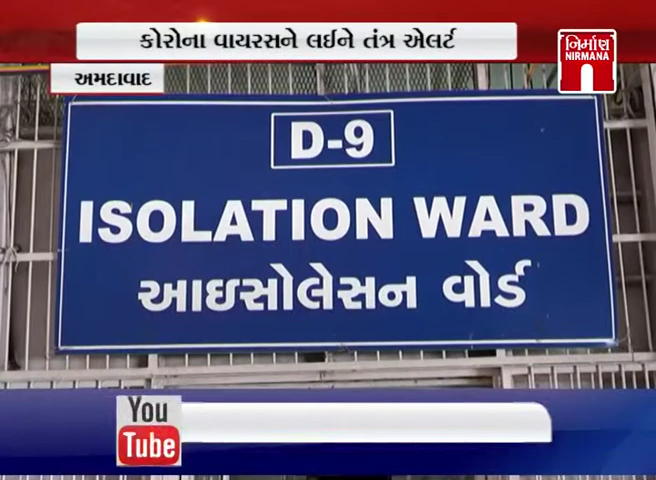 કોરોના વાયરસને લઈને તંત્ર એલર્ટ
નિર્માણ
NIRMANA
અમદાવાદ
D-9
ISOLATION WARD
આઇસોલેસન વોર્ડ
You
Tube